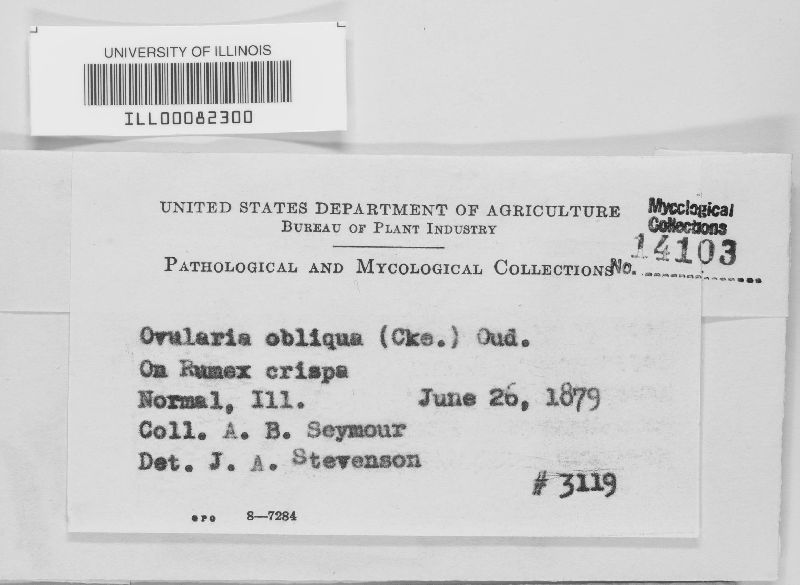 UNIVERSITY OF ILLINOIS
ILL00082300
UNITED STATES DEPARTMENT OF AGRICULTURE
BUREAU OF PLANT INDUSTRY
PATHOLOGICAL AND MYCOLOGICAL COLLECTIONS
Mycological
Collections
No. 14103
Ovularia obliqua (Cke.) Oud.
On Rumex crispa
Normal, Ill. June 26, 1879
Coll. A. B. Seymour
Det. J. A. Stevenson
# 3119
GPO 8—7284